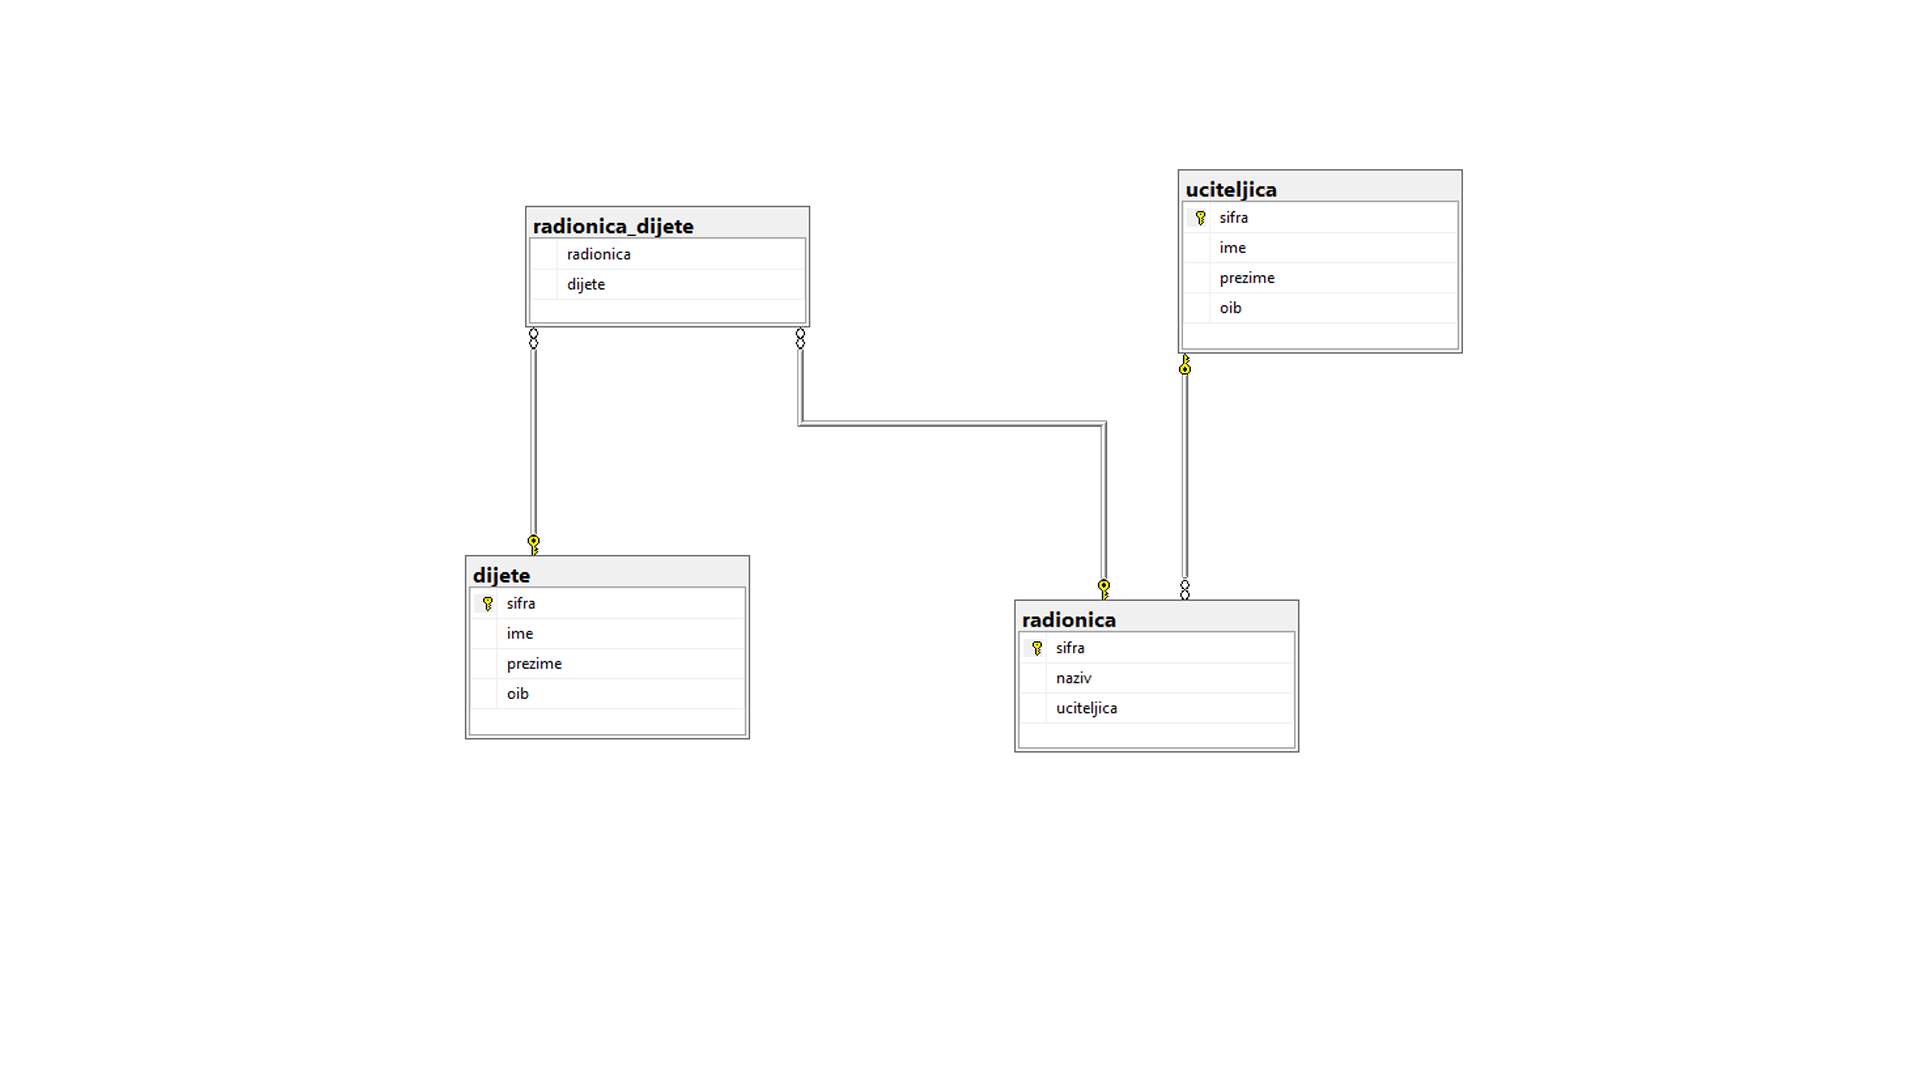 radionica_dijete
radionica
dijete
uciteljica
sifra
ime
prezime
oib
dijete
sifra
ime
prezime
oib
radionica
sifra
naziv
uciteljica